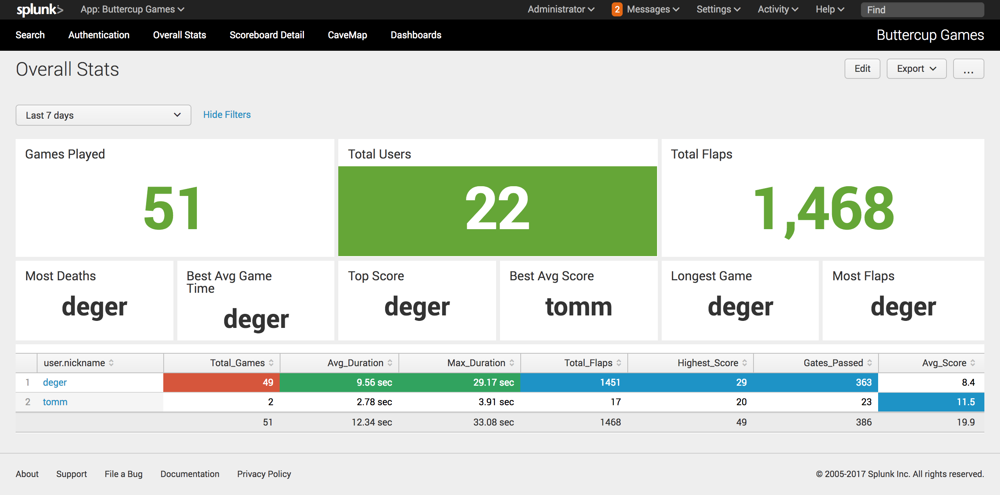 splunk> App: Buttercup Games Administrator 2 Messages Settings Activity Help Find
Search Authentication Overall Stats Scoreboard Detail CaveMap Dashboards Buttercup Games
Overall Stats Edit Export ...
Last 7 days Hide Filters
Games Played Total Users Total Flaps
51 22 1,468
Most Deaths
deger
Best Avg Game
Time
deger
Top Score
deger
Best Avg Score
tomm
Longest Game
deger
Most Flaps
deger
user.nickname Total_Games Avg_Duration Max_Duration Total_Flaps Highest_Score Gates_Passed Avg_Score
1 deger 49 9.56 sec 29.17 sec 1451 29 363 8.4
2 tomm 2 2.78 sec 3.91 sec 17 20 23 11.5
51 12.34 sec 33.08 sec 1468 49 386 19.9
About Support File a Bug Documentation Privacy Policy © 2005-2017 Splunk Inc. All rights reserved.